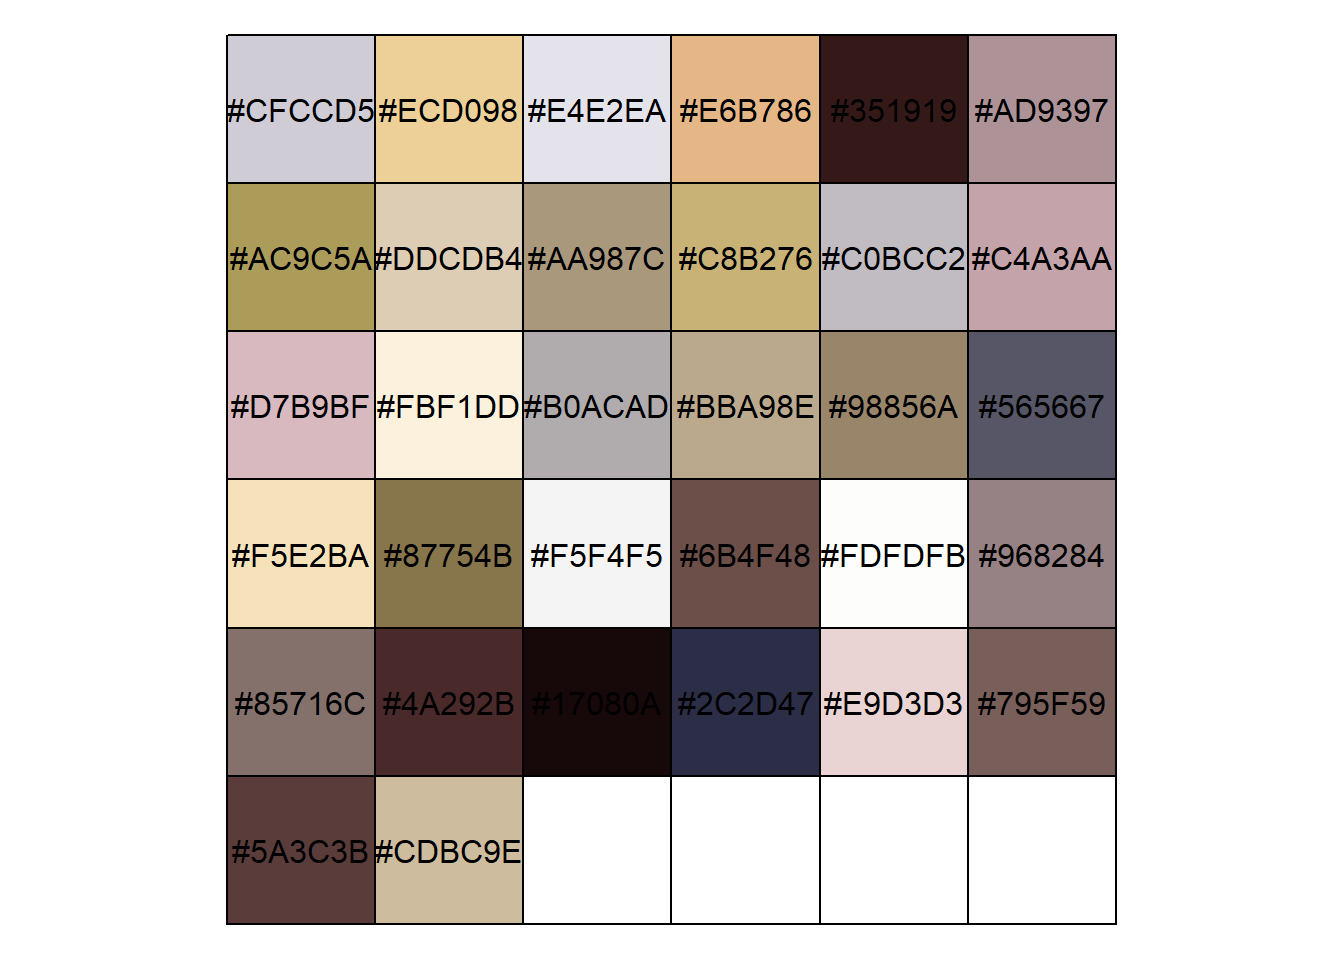 #CFCCD5 #ECD098 #E4E2EA #E6B786 #351919 #AD9397
#AC9C5A #DDCDB4 #AA987C #C8B276 #C0BCC2 #C4A3AA
#D7B9BF #FBF1DD #B0ACAD #BBA98E #98856A #565667
#F5E2BA #87754B #F5F4F5 #6B4F48 #FDFDFB #968284
#85716C #4A292B #17080A #2C2D47 #E9D3D3 #795F59
#5A3C3B #CDBC9E